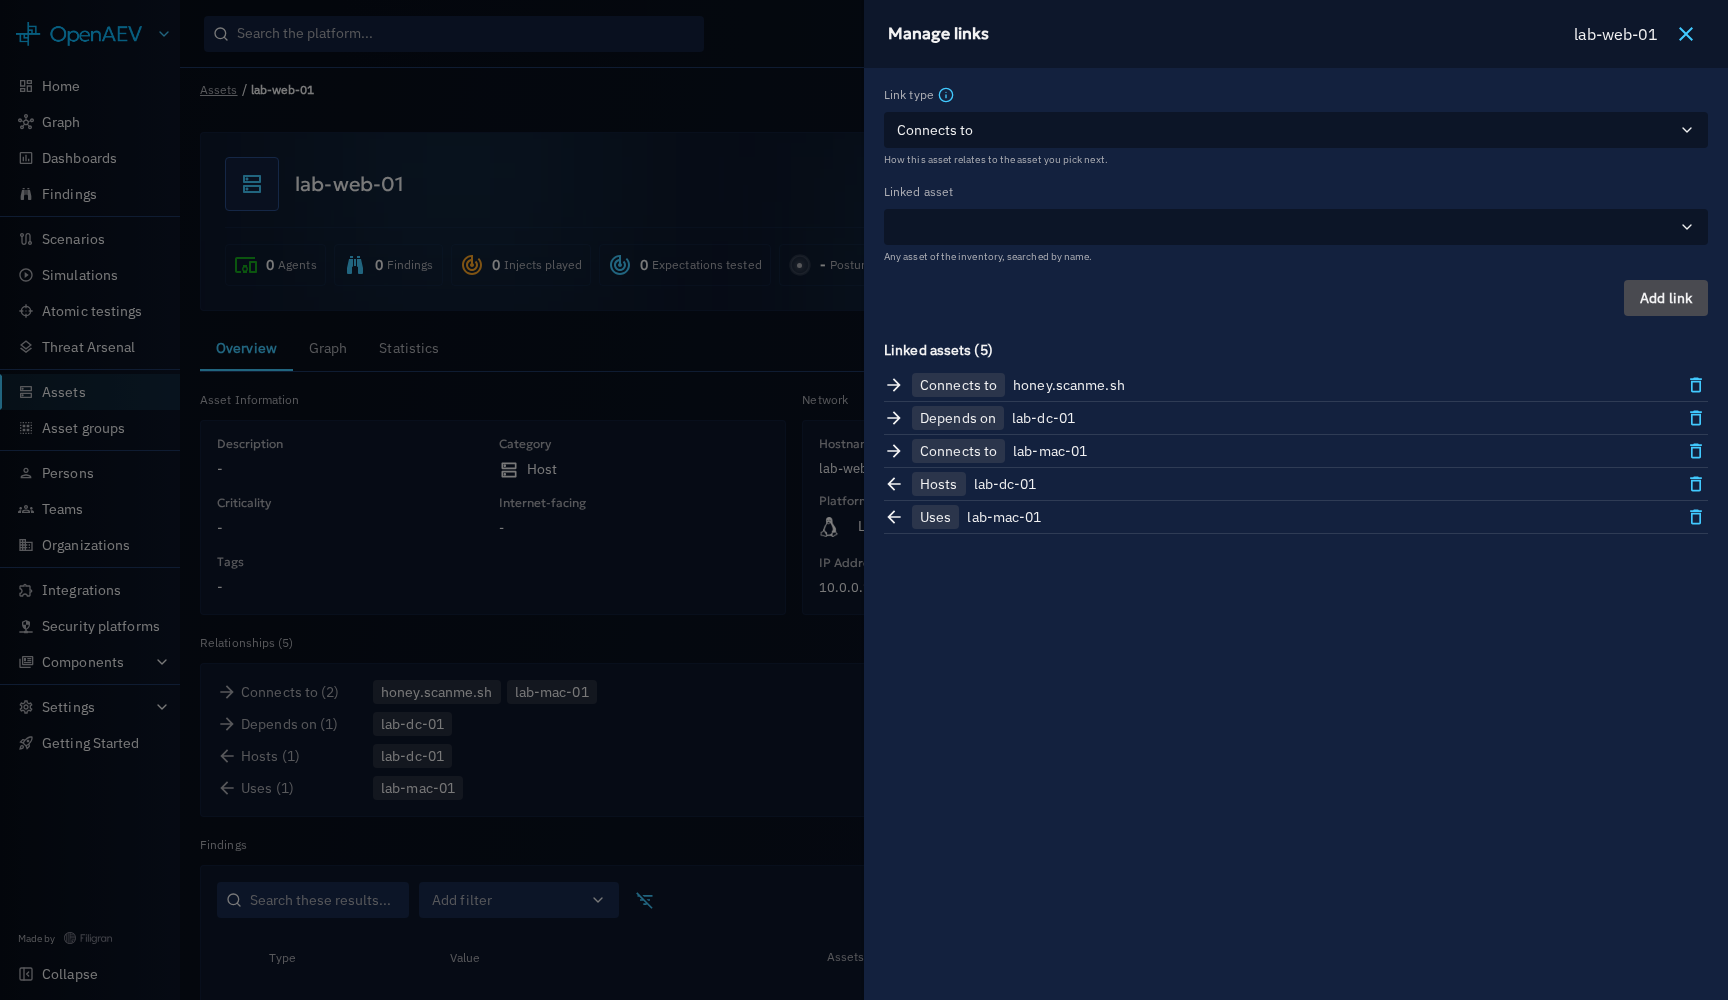 OpenAEV
Search the platform...
Home
Graph
Dashboards
Findings
Scenarios
Simulations
Atomic testings
Threat Arsenal
Assets
Asset groups
Persons
Teams
Organizations
Integrations
Security platforms
Components
Settings
Getting Started
Made by Filigran
Collapse
Assets / lab-web-01
lab-web-01
0 Agents
0 Findings
0 Injects played
0 Expectations tested
- Postur
Overview
Graph
Statistics
Asset Information
Description
-
Category
Host
Criticality
-
Internet-facing
-
Tags
-
Network
Hostnam
lab-web
Platform
L
IP Addre
10.0.0.
Relationships (5)
Connects to (2) honey.scanme.sh lab-mac-01
Depends on (1) lab-dc-01
Hosts (1) lab-dc-01
Uses (1) lab-mac-01
Findings
Search these results...
Add filter
Type Value Assets
Manage links
lab-web-01
Link type
Connects to
How this asset relates to the asset you pick next.
Linked asset
Any asset of the inventory, searched by name.
Add link
Linked assets (5)
Connects to honey.scanme.sh
Depends on lab-dc-01
Connects to lab-mac-01
Hosts lab-dc-01
Uses lab-mac-01